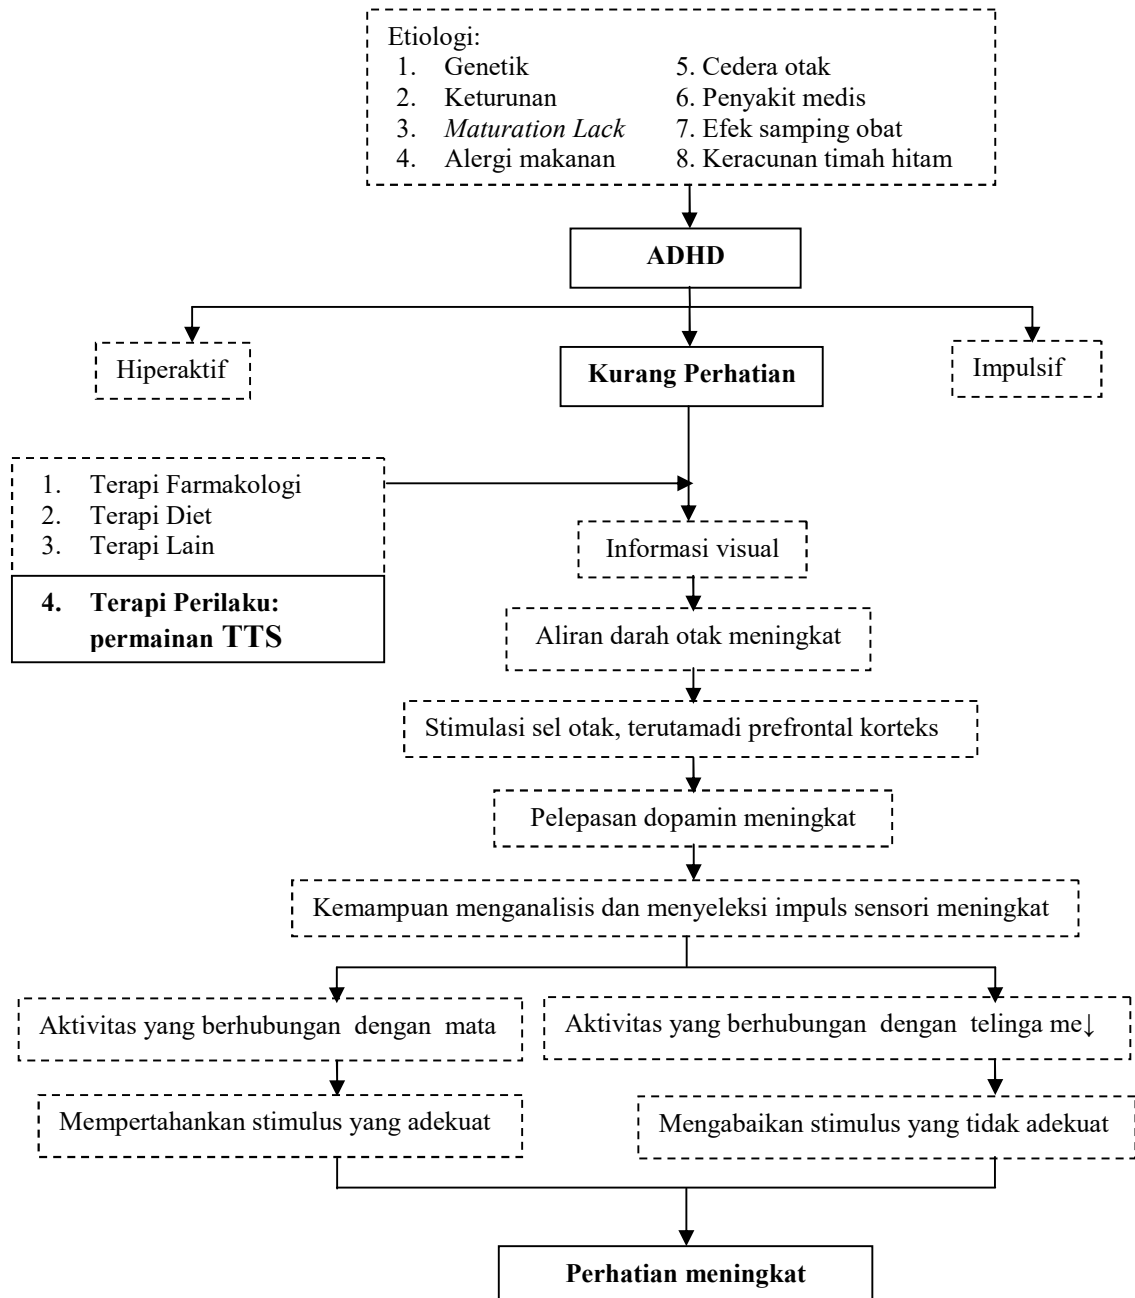 Etiologi:
1. Genetik
2. Keturunan
3. Maturation Lack
4. Alergi makanan
5. Cedera otak
6. Penyakit medis
7. Efek samping obat
8. Keracunan timah hitam
ADHD
Hiperaktif
Kurang Perhatian
Impulsif
1. Terapi Farmakologi
2. Terapi Diet
3. Terapi Lain
4. Terapi Perilaku:
permainan TTS
Informasi visual
Aliran darah otak meningkat
Stimulasi sel otak, terutamadi prefrontal korteks
Pelepasan dopamin meningkat
Kemampuan menganalisis dan menyeleksi impuls sensori meningkat
Aktivitas yang berhubungan dengan mata
Aktivitas yang berhubungan dengan telinga me↓
Mempertahankan stimulus yang adekuat
Mengabaikan stimulus yang tidak adekuat
Perhatian meningkat